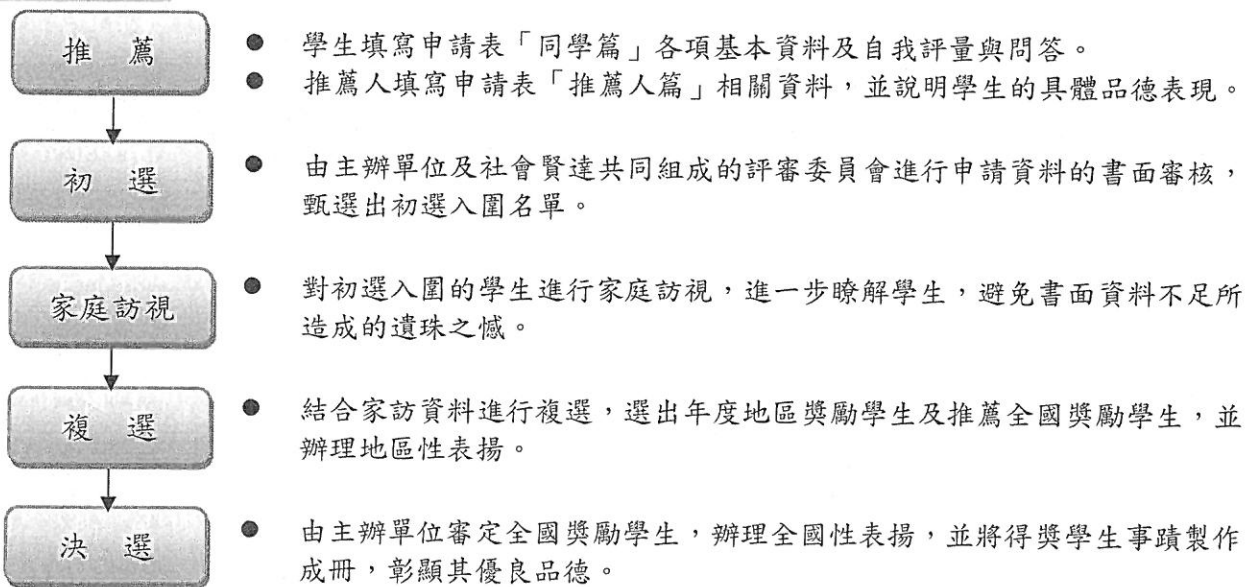 推 薦
● 學生填寫申請表「同學篇」各項基本資料及自我評量與問答。
● 推薦人填寫申請表「推薦人篇」相關資料，並說明學生的具體品德表現。
初 選
● 由主辦單位及社會賢達共同組成的評審委員會進行申請資料的書面審核，
甄選出初選入圍名單。
家庭訪視
● 對初選入圍的學生進行家庭訪視，進一步瞭解學生，避免書面資料不足所
造成的遺珠之憾。
複 選
● 結合家訪資料進行複選，選出年度地區獎勵學生及推薦全國獎勵學生，並
辦理地區性表揚。
決 選
● 由主辦單位審定全國獎勵學生，辦理全國性表揚，並將得獎學生事蹟製作
成冊，彰顯其優良品德。